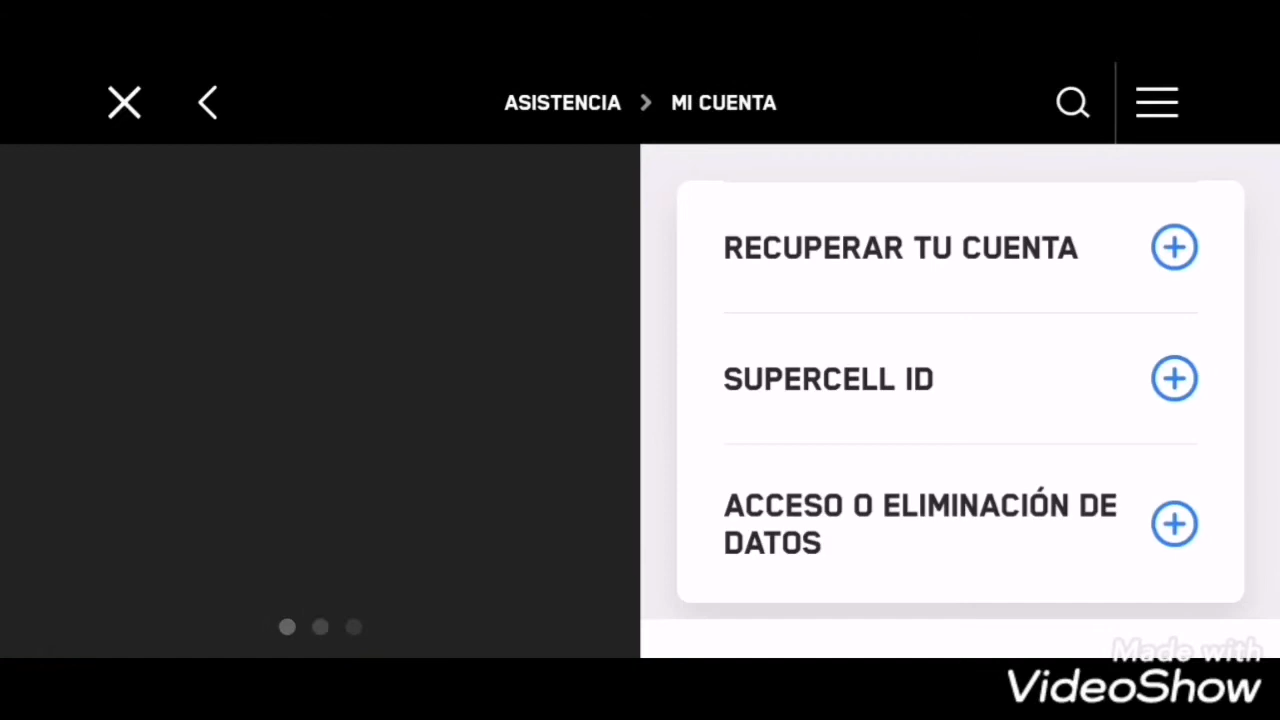 ASISTENCIA > MI CUENTA
RECUPERAR TU CUENTA
SUPERCELL ID
ACCESO O ELIMINACIÓN DE
DATOS
Made with
VideoShow